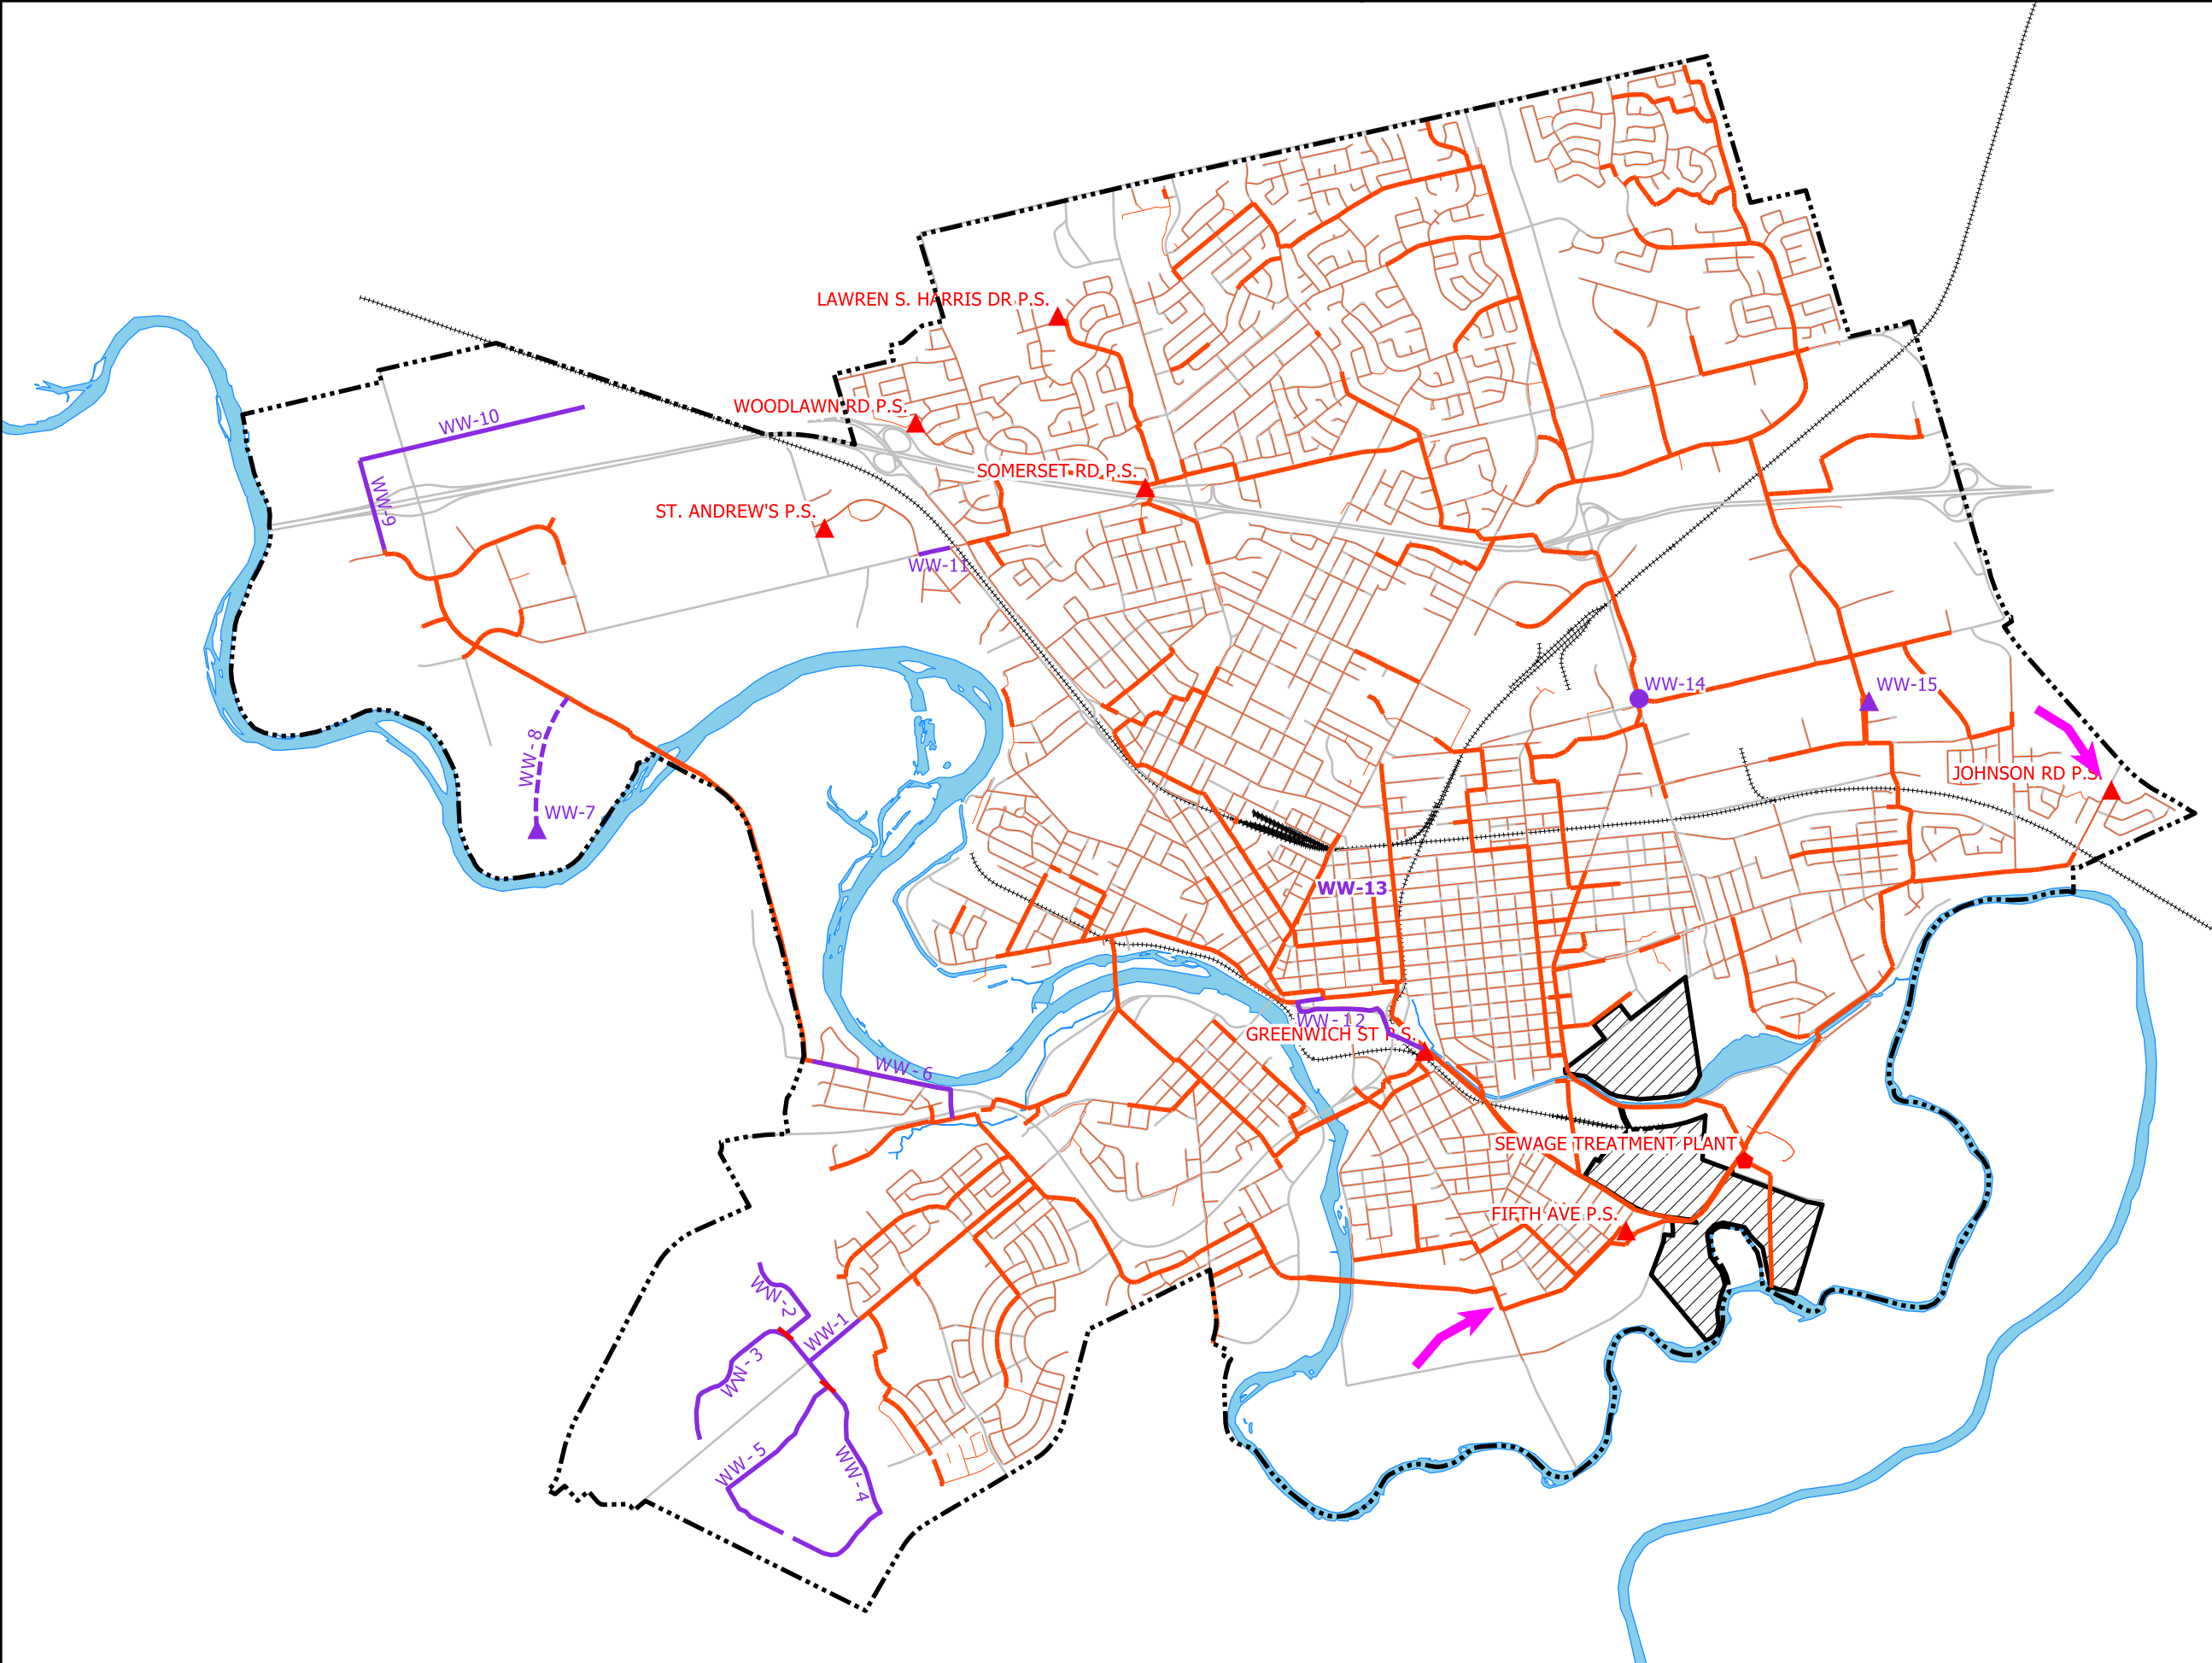 LAWREN S. HARRIS DR P.S.
WOODLAWN RD P.S.
WW-10
SOMERSET RD P.S.
WW-9
ST. ANDREW'S P.S.
WW-11
WW-14
WW-15
WW-8
JOHNSON RD P.S.
WW-7
WW-13
WW-12
GREENWICH ST P.S.
WW-6
SEWAGE TREATMENT PLANT
FIFTH AVE P.S.
WW-2
WW-1
WW-3
WW-5
WW-4